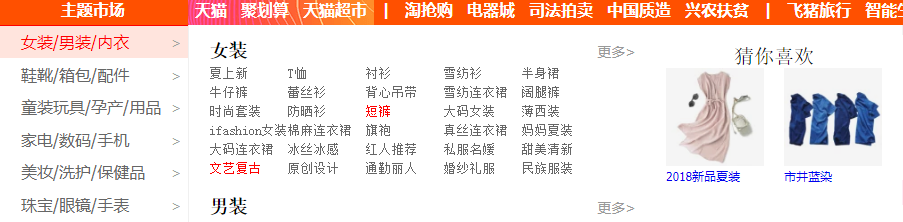 主题市场 天猫 聚划算 天猫超市 | 淘抢购 电器城 司法拍卖 中国质造 兴农扶贫 | 飞猪旅行 智能生
女装/男装/内衣 >
鞋靴/箱包/配件 >
童装玩具/孕产/用品 >
家电/数码/手机 >
美妆/洗护/保健品 >
珠宝/眼镜/手表 >
女装 更多>
夏上新 T恤 衬衫 雪纺衫 半身裙
牛仔裤 蕾丝衫 背心吊带 雪纺连衣裙 阔腿裤
时尚套装 防晒衫 短裤 大码女装 薄西装
ifashion女装 棉麻连衣裙 旗袍 真丝连衣裙 妈妈夏装
大码连衣裙 冰丝冰感 红人推荐 私服名媛 甜美清新
文艺复古 原创设计 通勤丽人 婚纱礼服 民族服装
男装 更多>
猜你喜欢
2018新品夏装 市井蓝染